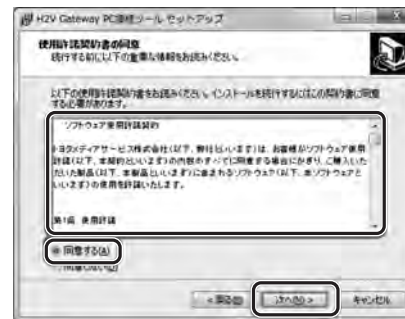 H2V Gateway PC接続ツール セットアップ
使用許諾契約書の同意
続行する前に以下の重要な情報をお読みください。
以下の使用許諾契約書をお読みください。インストールを続行するにはこの契約書に同意
する必要があります。
ソフトウェア使用許諾契約
トヨタメディアサービス株式会社(以下、弊社といいます)は、お客様がソフトウェア使用
許諾(以下、本契約といいます)の内容のすべてに同意する場合にかぎり、ご購入いた
だいた製品(以下、本製品といいます)に含まれるソフトウェア(以下、本ソフトウェアと
いいます)の使用を許諾いたします。
第1條 使用許諾
同意する(A)
同意しない(D)
< 戻る(B)
次へ(N) >
キャンセル